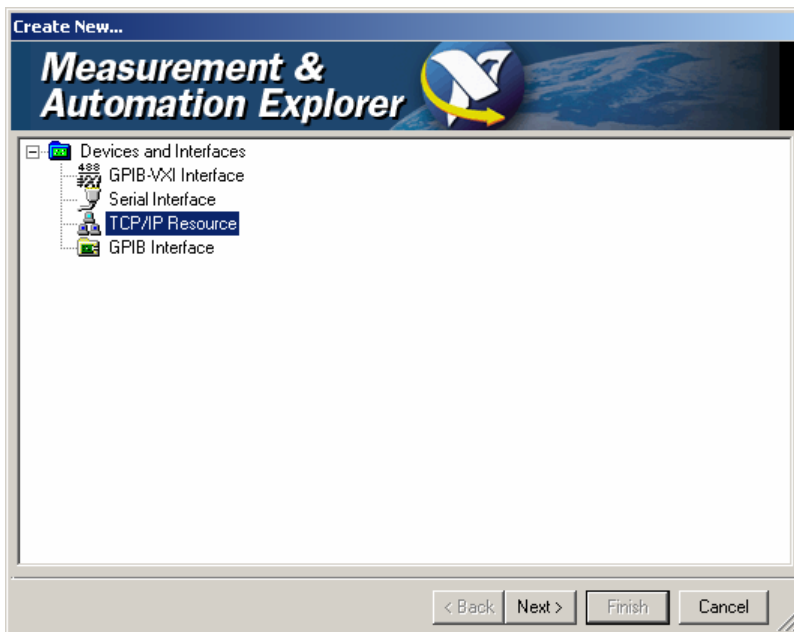 Create New...
Measurement &
Automation Explorer
Devices and Interfaces
488
GPIB-VXI Interface
Serial Interface
TCP/IP Resource
GPIB Interface
< Back
Next >
Finish
Cancel